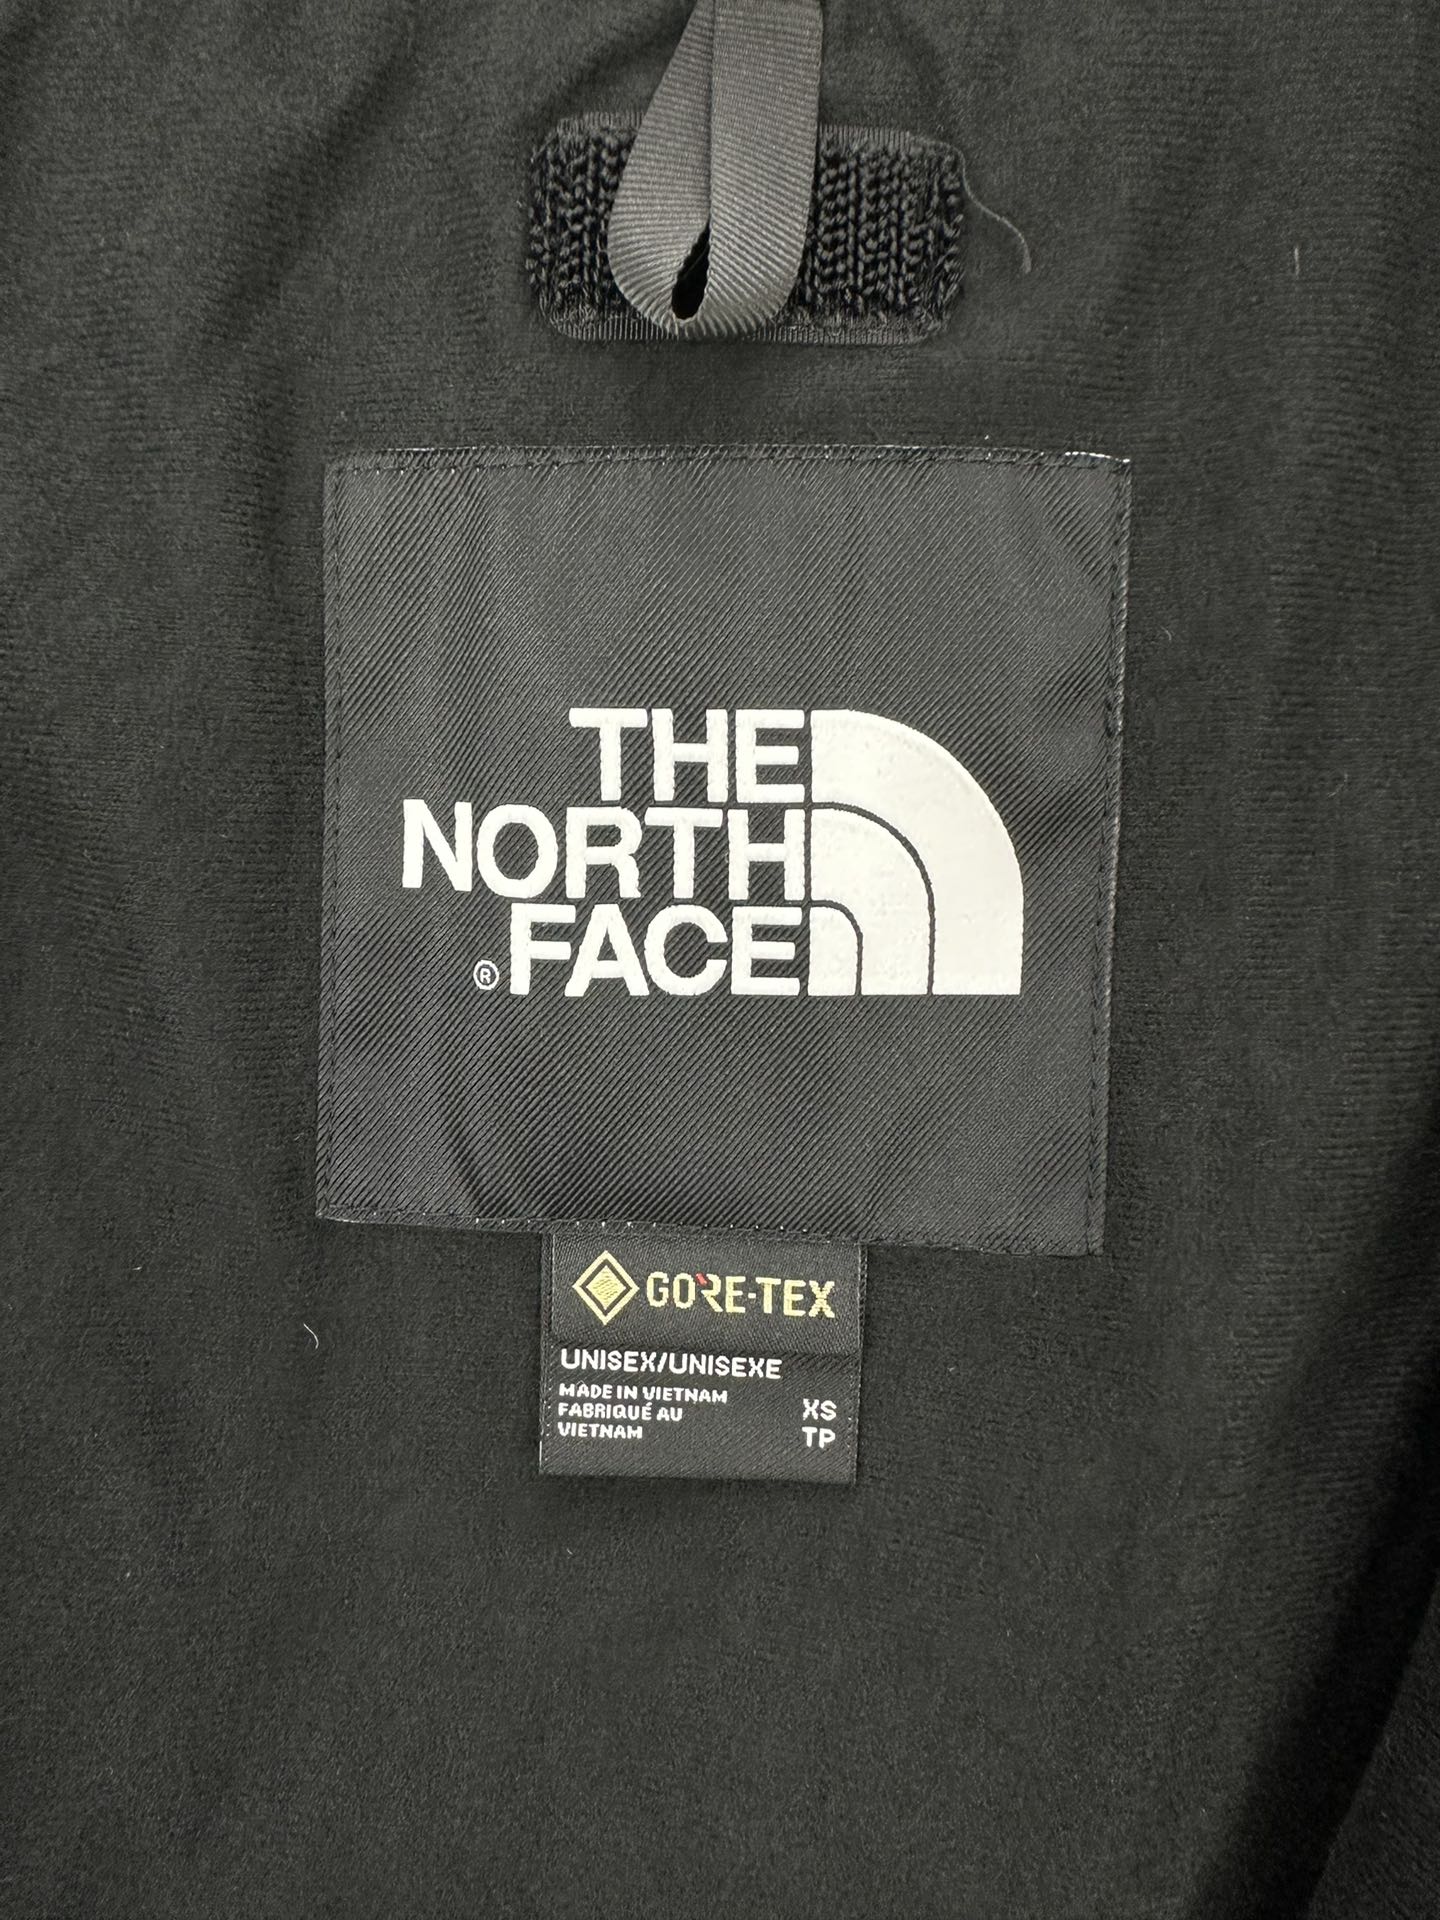 THE
NORTH
® FACE
GORE-TEX
UNISEX/UNISEXE
MADE IN VIETNAM
FABRIQUÉ AU XS
VIETNAM TP